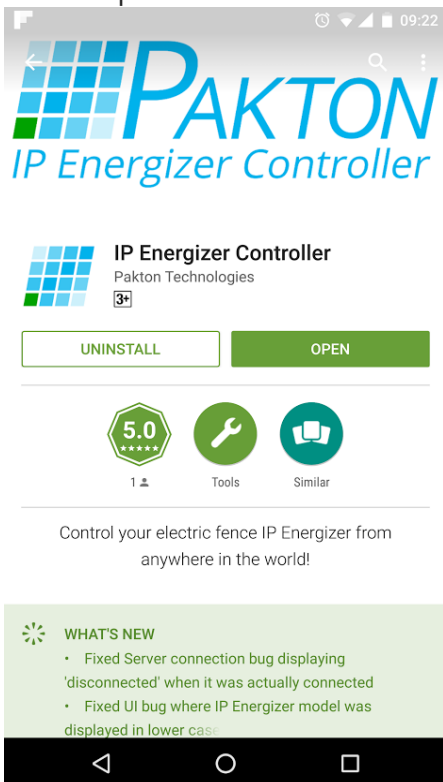 09:22
PAKTON
IP Energizer Controller
IP Energizer Controller
Pakton Technologies
3+
UNINSTALL
OPEN
5.0
1
Tools
Similar
Control your electric fence IP Energizer from
anywhere in the world!
WHAT'S NEW
• Fixed Server connection bug displaying
'disconnected' when it was actually connected
• Fixed UI bug where IP Energizer model was
displayed in lower case